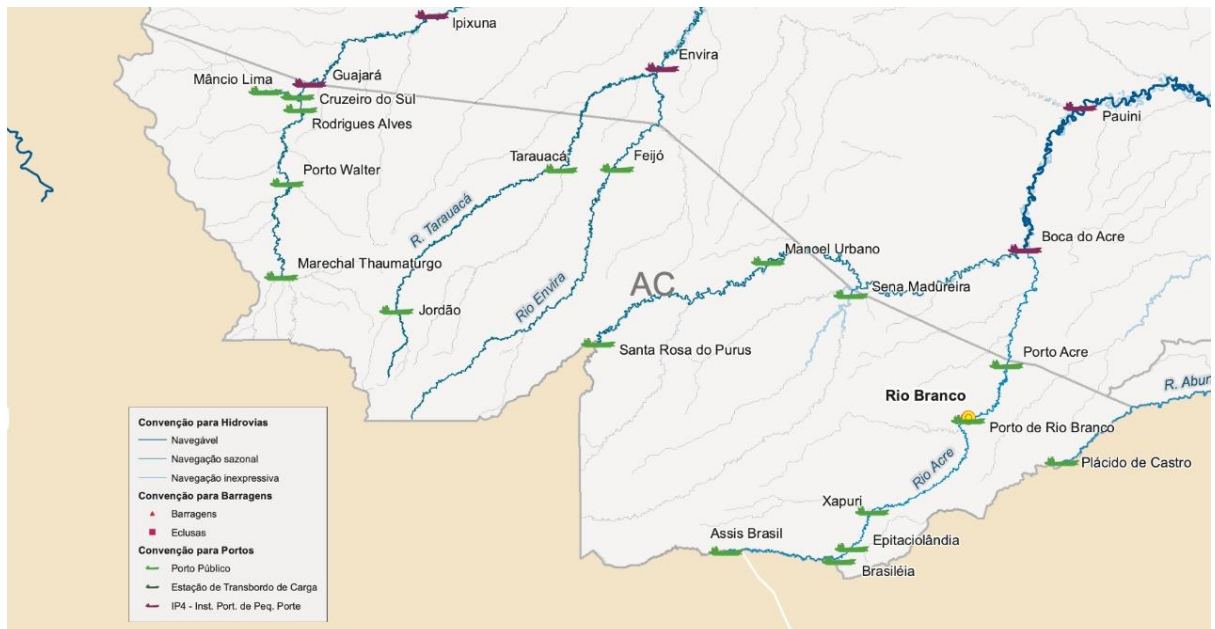 Ipixuna
Envira
Mâncio Lima
Guajará
Cruzeiro do Sul
Rodrigues Alves
Pauini
Tarauacá
Feijó
Porto Walter
R. Tarauacá
Boca do Acre
Manoel Urbano
Marechal Thaumaturgo
AC
Sena Madureira
Rio Envira
Jordão
Santa Rosa do Purus
Porto Acre
R. Abun
Rio Branco
Porto de Rio Branco
Plácido de Castro
Rio Acre
Xapuri
Assis Brasil
Epitaciolândia
Brasiléia
Convenção para Hidrovias
Navegável
Navegação sazonal
Navegação inexpressiva
Convenção para Barragens
Barragens
Eclusas
Convenção para Portos
Porto Público
Estação de Transbordo de Carga
IP4 - Inst. Port. de Peq. Porte